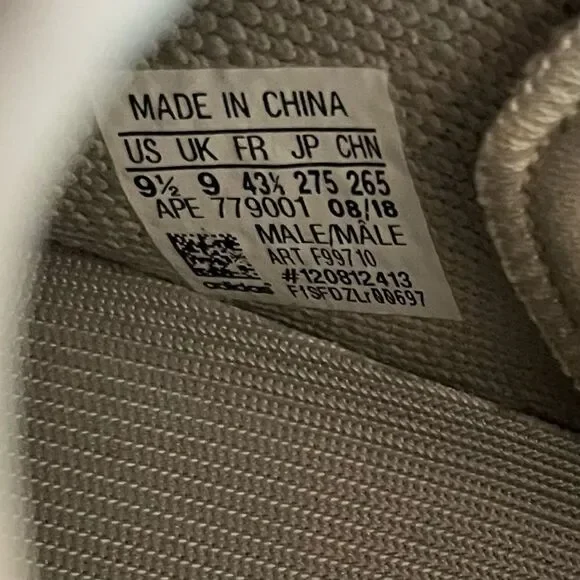 MADE IN CHINA
US UK FR JP CHN
9½ 9 43⅓ 275 265
APE 779001 08/18
MALE/MÂLE
ART F99710
#120812413
adidas F1SFDZLr00697